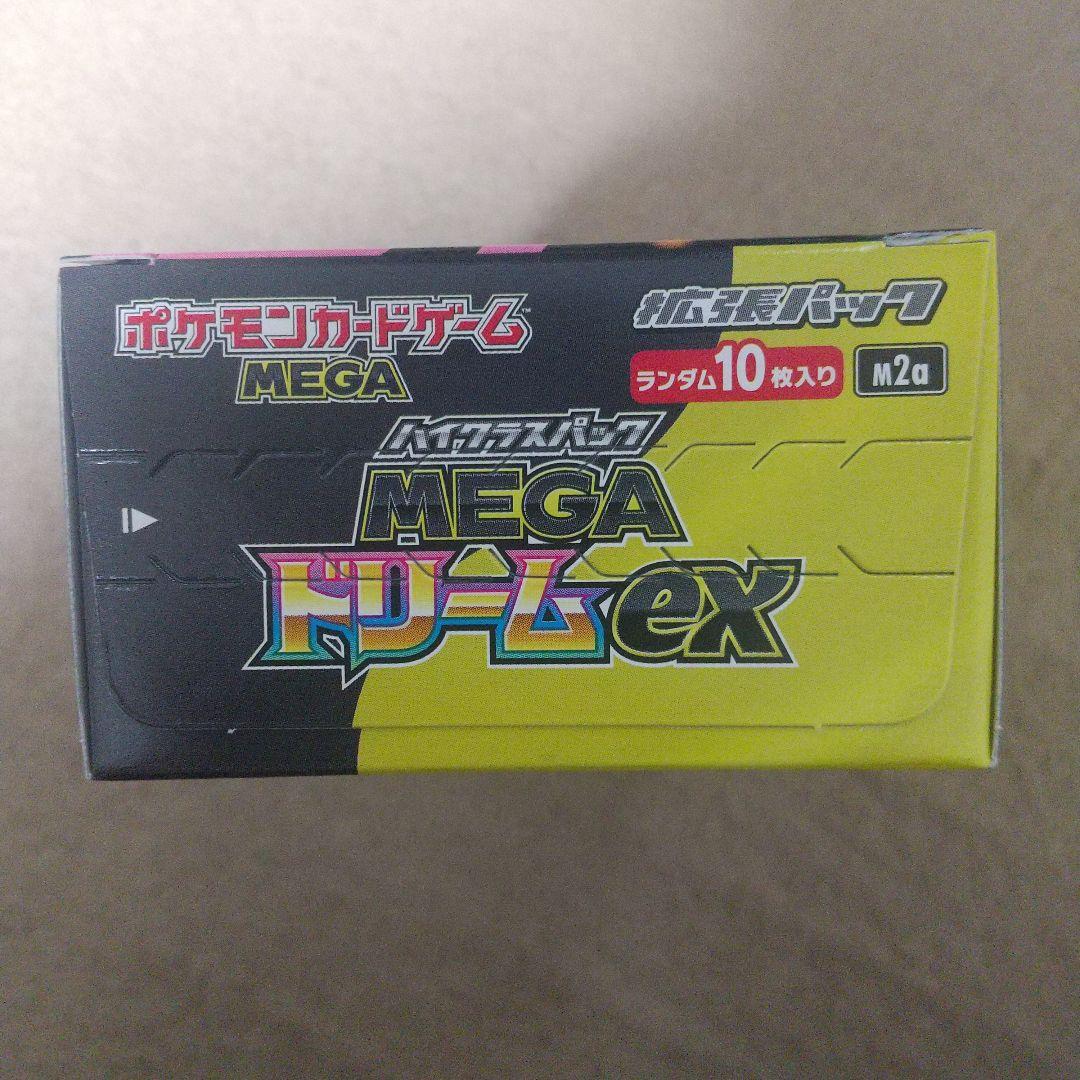 ポケモンカードゲーム™
MEGA
拡張パック
ランダム10枚入り
M2a
ハイクラスパック
MEGA
ドリームex